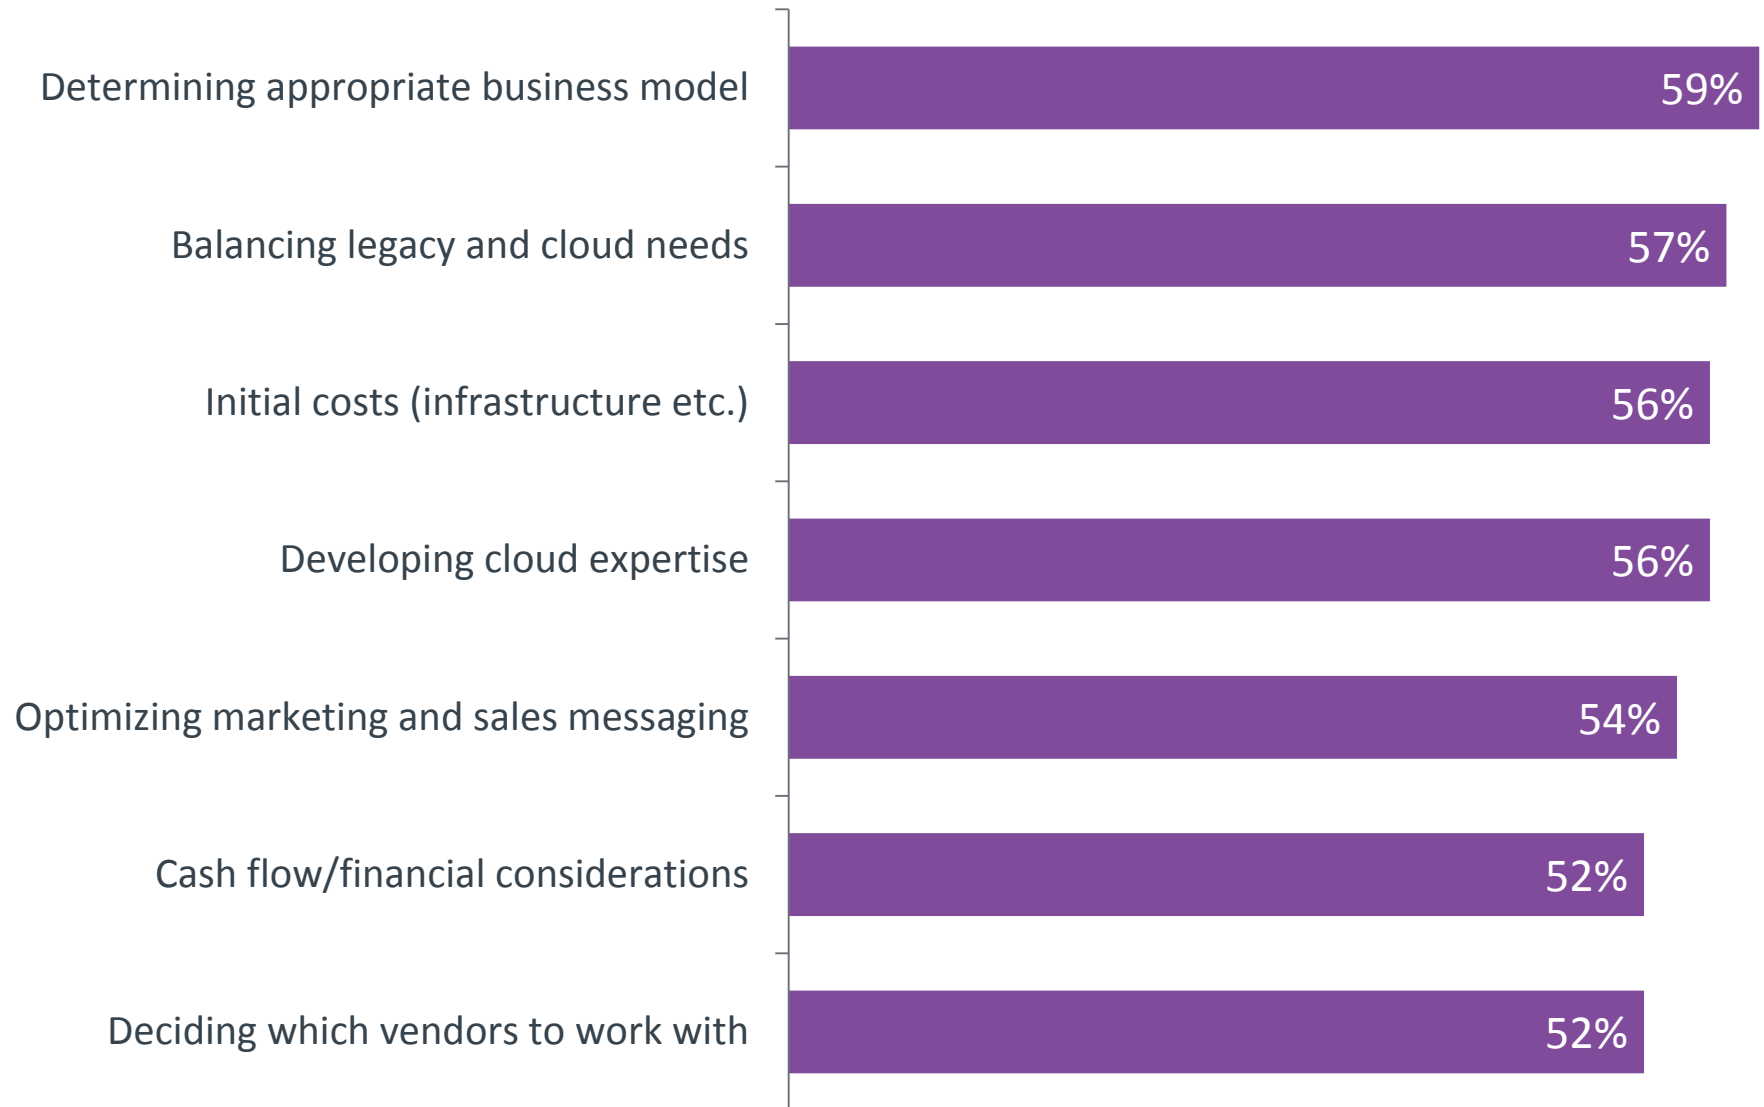 Determining appropriate business model 59%
Balancing legacy and cloud needs 57%
Initial costs (infrastructure etc.) 56%
Developing cloud expertise 56%
Optimizing marketing and sales messaging 54%
Cash flow/financial considerations 52%
Deciding which vendors to work with 52%